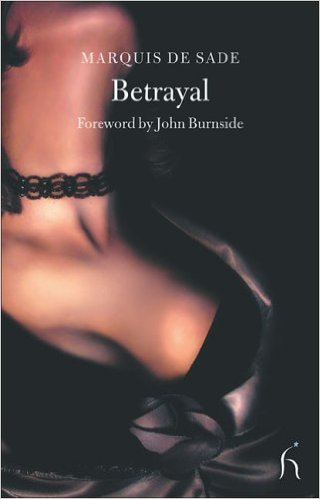 MARQUIS DE SADE
Betrayal
Foreword by John Burnside
h